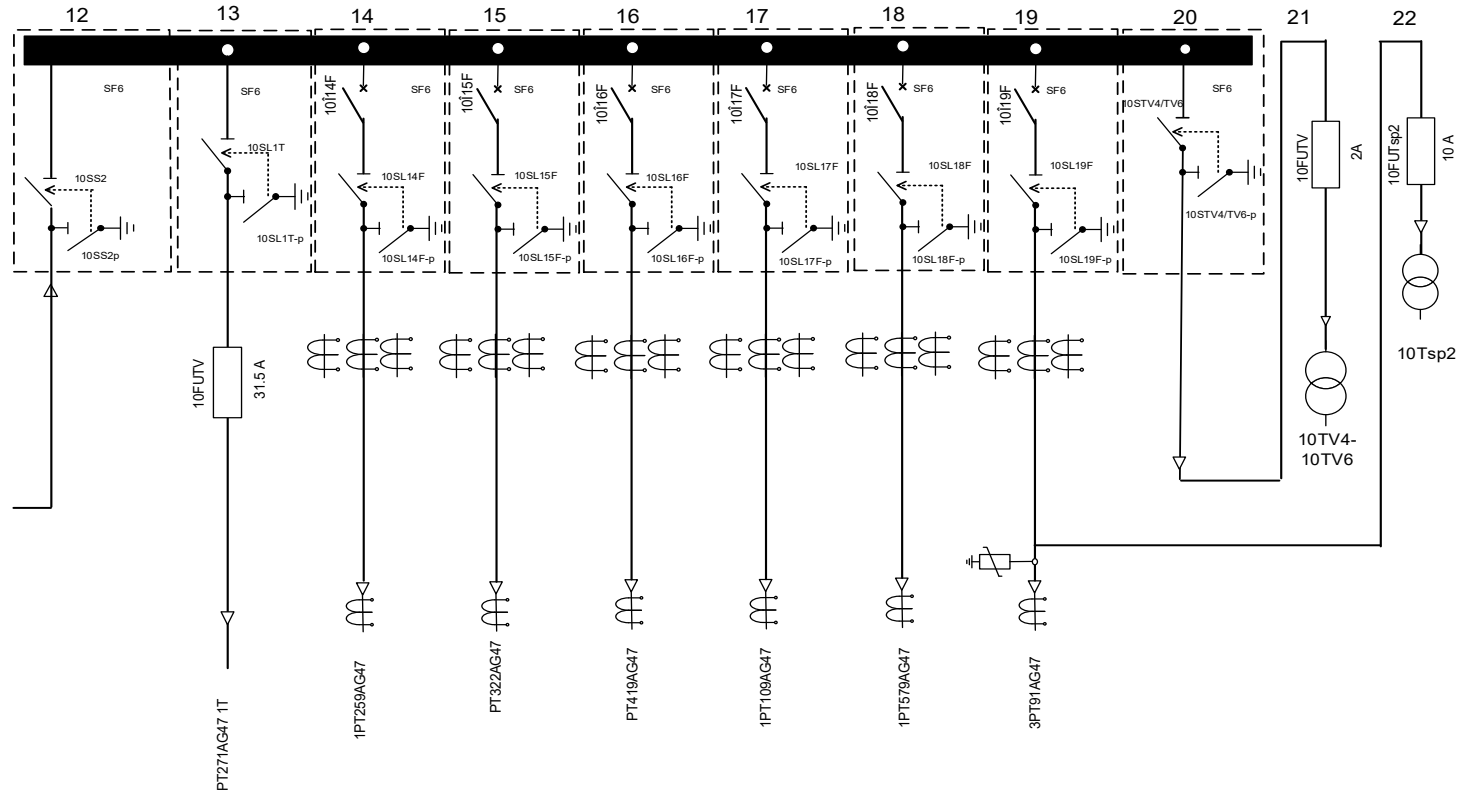 12
13
14
15
16
17
18
19
20
21
22
SF6
10SS2
10SS2p
SF6
10SL1T
10SL1T-p
10FUTV
31.5 A
PT271AG47 1T
10Î14F
SF6
10SL14F
10SL14F-p
1PT259AG47
10Î15F
SF6
10SL15F
10SL15F-p
PT322AG47
10Î16F
SF6
10SL16F
10SL16F-p
PT419AG47
10Î17F
SF6
10SL17F
10SL17F-p
1PT109AG47
10Î18F
SF6
10SL18F
10SL18F-p
1PT579AG47
10Î19F
SF6
10SL19F
10SL19F-p
3PT91AG47
SF6
10STV4/TV6
10STV4/TV6-p
10FUTV
2A
10TV4-
10TV6
10FUTsp2
10 A
10Tsp2